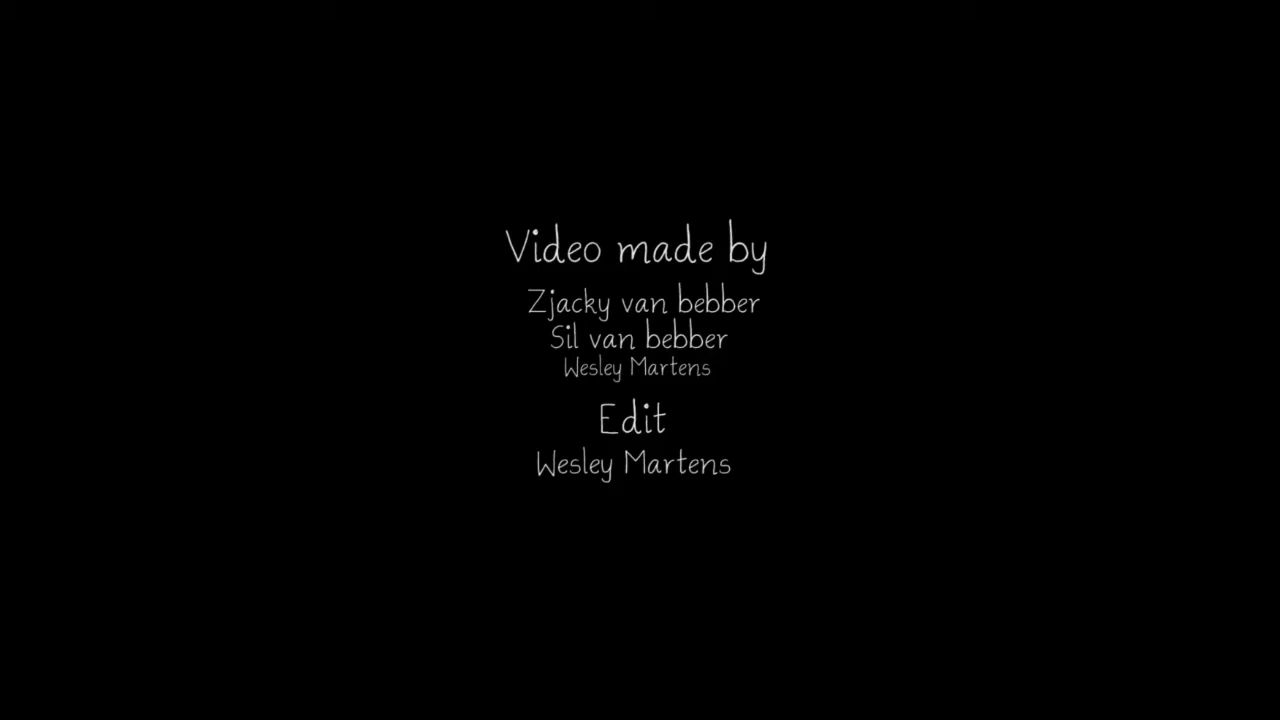 Video made by
Zjacky van bebber
Sil van bebber
Wesley Martens
Edit
Wesley Martens